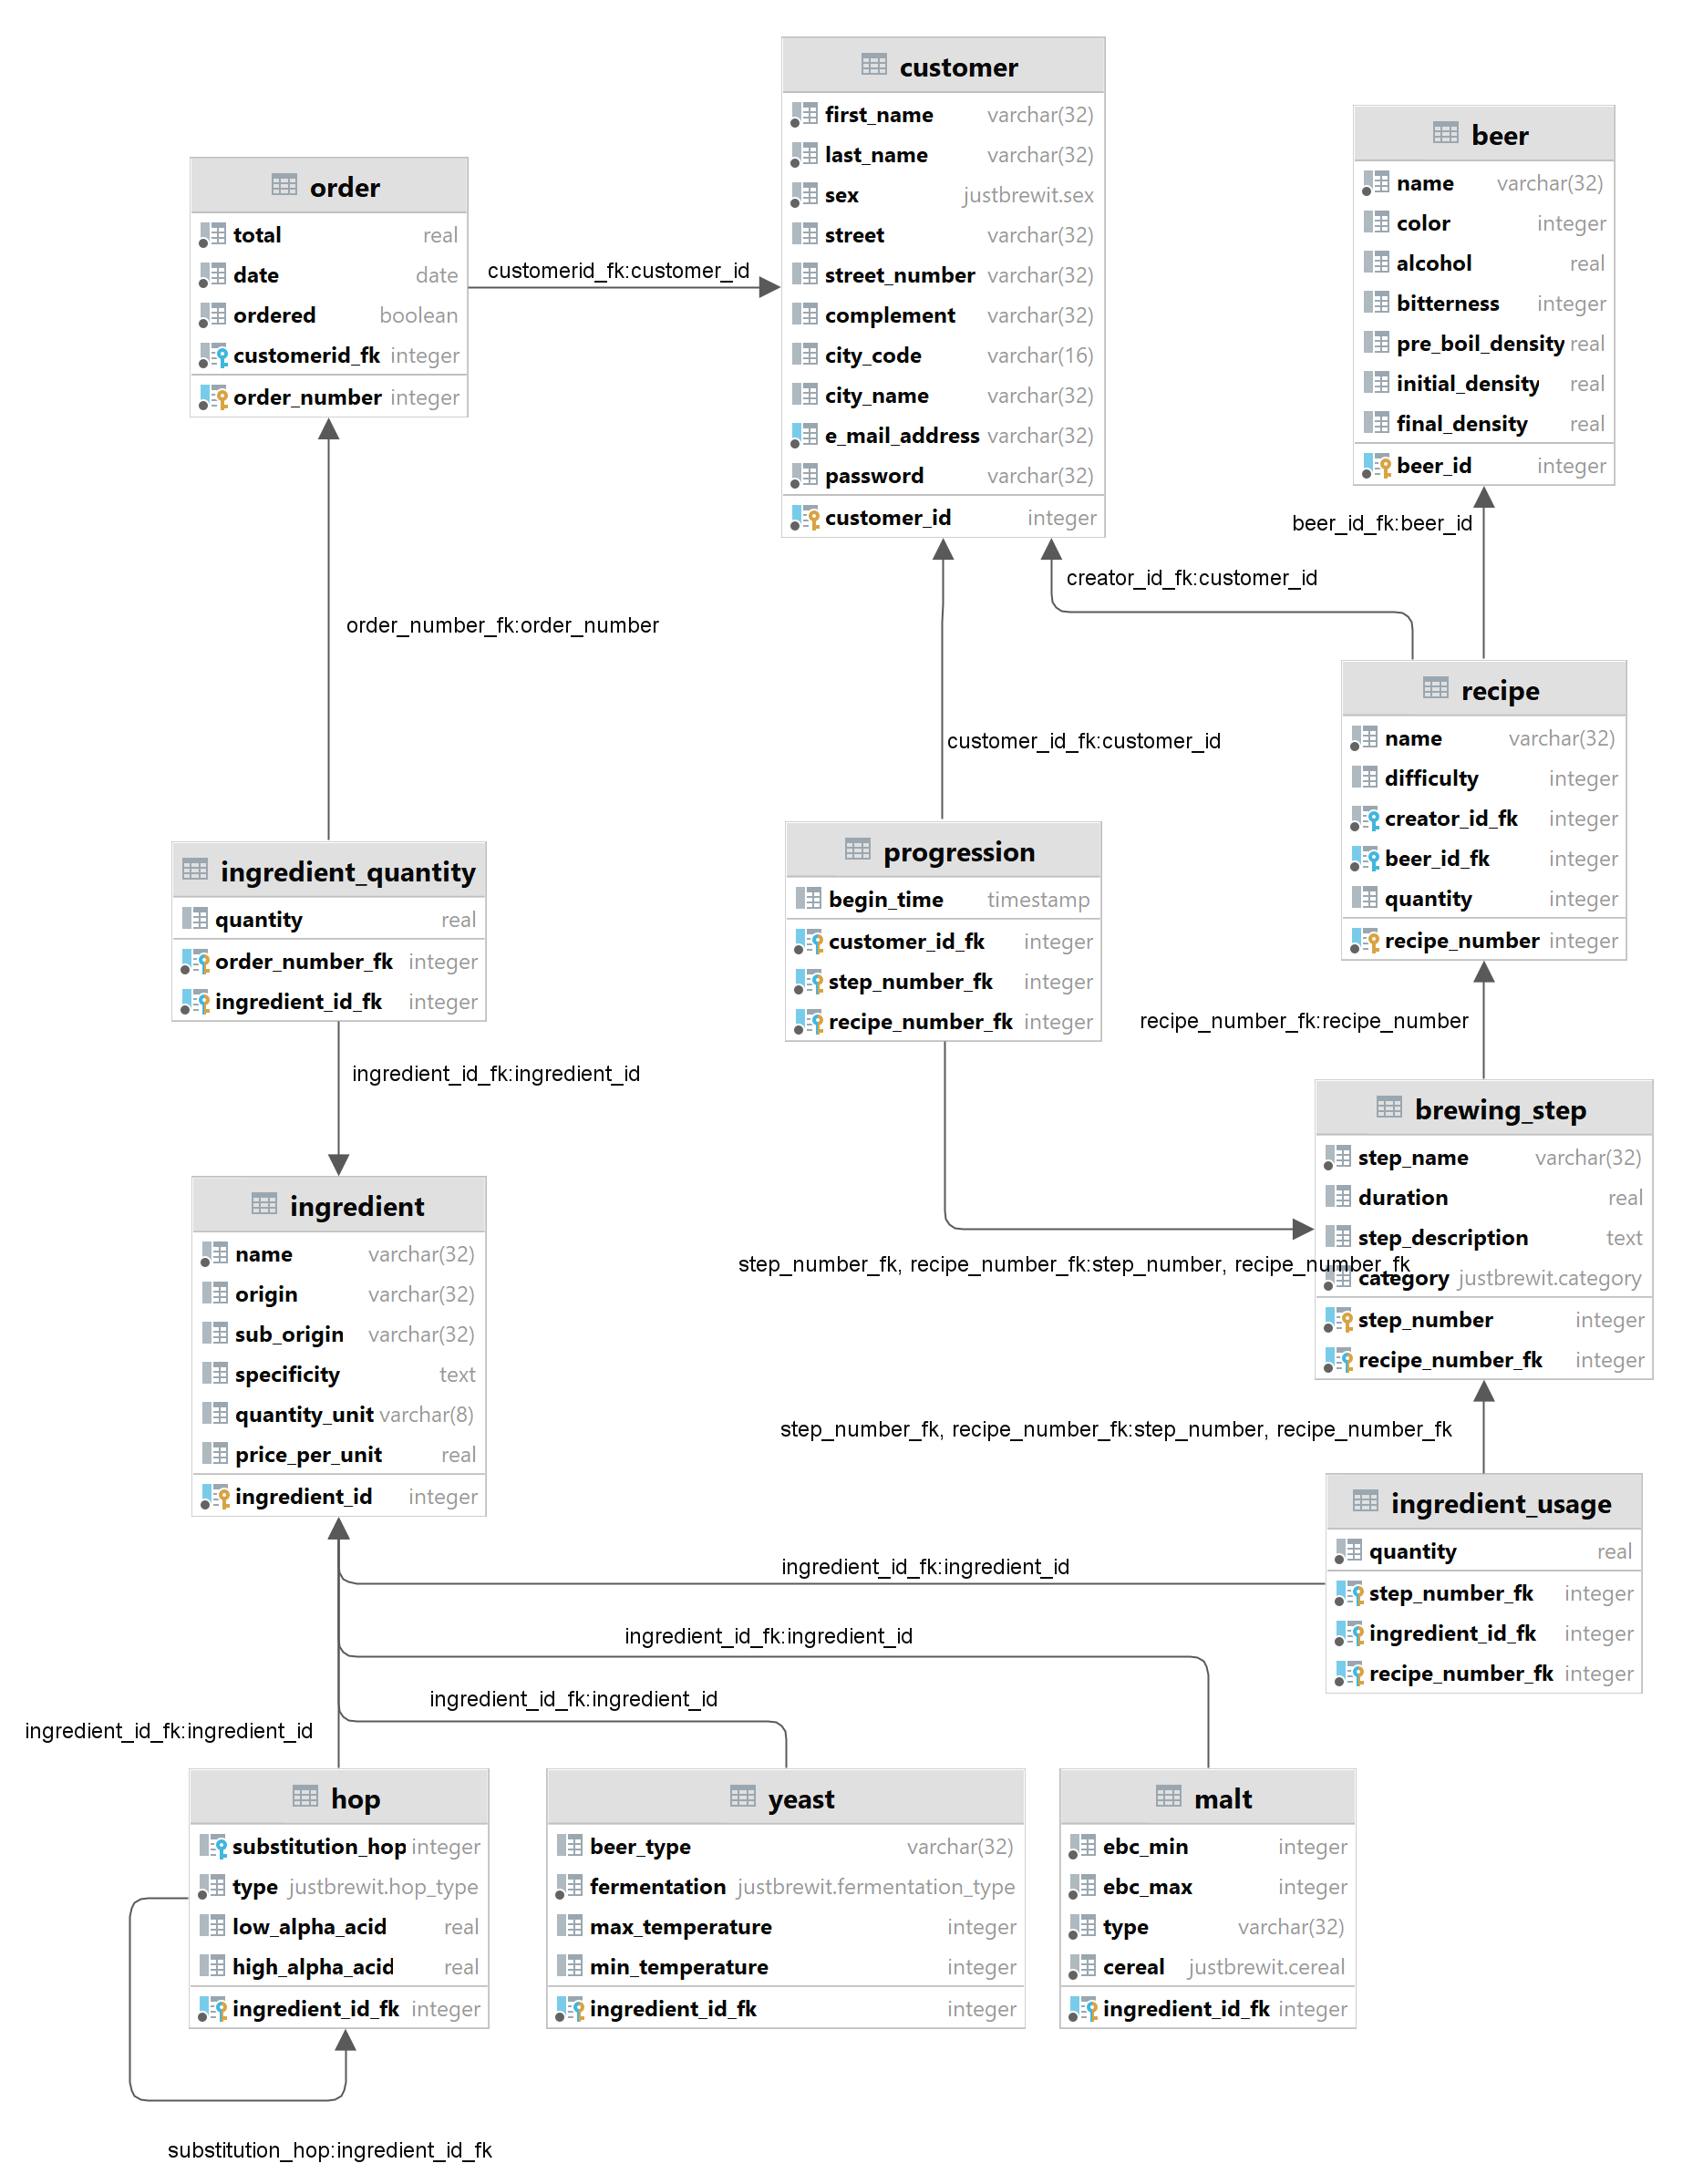 customer
first_name varchar(32)
last_name varchar(32)
sex justbrewit.sex
street varchar(32)
street_number varchar(32)
complement varchar(32)
city_code varchar(16)
city_name varchar(32)
e_mail_address varchar(32)
password varchar(32)
customer_id integer
beer
name varchar(32)
color integer
alcohol real
bitterness integer
pre_boil_density real
initial_density real
final_density real
beer_id integer
order
total real
date date
ordered boolean
customerid_fk integer
order_number integer
customerid_fk:customer_id
beer_id_fk:beer_id
creator_id_fk:customer_id
order_number_fk:order_number
customer_id_fk:customer_id
recipe
name varchar(32)
difficulty integer
creator_id_fk integer
beer_id_fk integer
quantity integer
recipe_number integer
ingredient_quantity
quantity real
order_number_fk integer
ingredient_id_fk integer
progression
begin_time timestamp
customer_id_fk integer
step_number_fk integer
recipe_number_fk integer
recipe_number_fk:recipe_number
ingredient_id_fk:ingredient_id
brewing_step
step_name varchar(32)
duration real
step_description text
category justbrewit.category
step_number integer
recipe_number_fk integer
step_number_fk, recipe_number_fk:step_number, recipe_number_fk
ingredient
name varchar(32)
origin varchar(32)
sub_origin varchar(32)
specificity text
quantity_unit varchar(8)
price_per_unit real
ingredient_id integer
step_number_fk, recipe_number_fk:step_number, recipe_number_fk
ingredient_usage
quantity real
step_number_fk integer
ingredient_id_fk integer
recipe_number_fk integer
ingredient_id_fk:ingredient_id
ingredient_id_fk:ingredient_id
ingredient_id_fk:ingredient_id
ingredient_id_fk:ingredient_id
hop
substitution_hop integer
type justbrewit.hop_type
low_alpha_acid real
high_alpha_acid real
ingredient_id_fk integer
yeast
beer_type varchar(32)
fermentation justbrewit.fermentation_type
max_temperature integer
min_temperature integer
ingredient_id_fk integer
malt
ebc_min integer
ebc_max integer
type varchar(32)
cereal justbrewit.cereal
ingredient_id_fk integer
substitution_hop:ingredient_id_fk